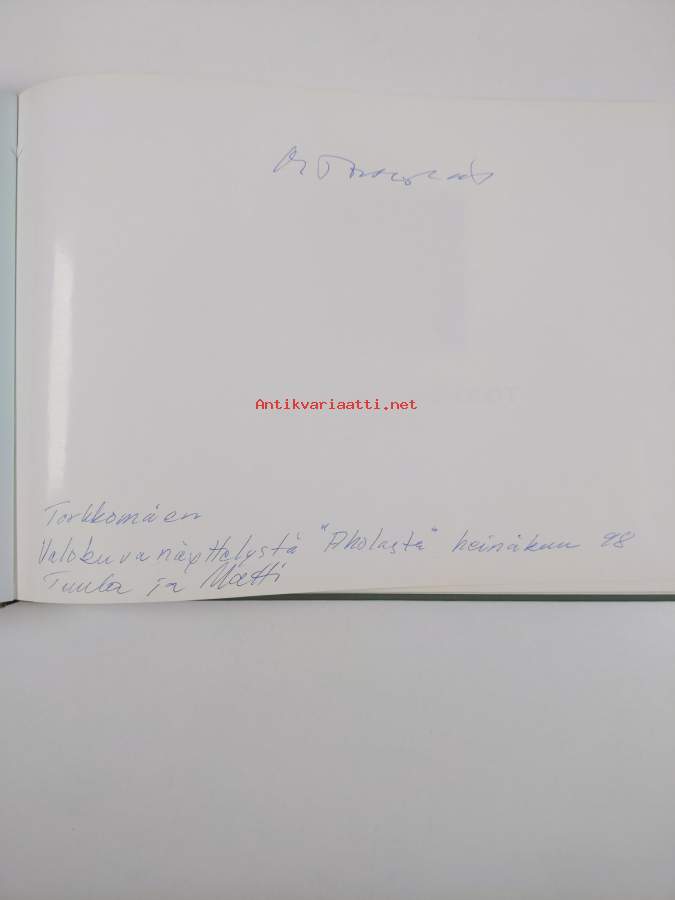 Antikvariaatti.net
Torkkomäen
Valokuvanäyttelystä "Aholasta" heinäkuu 98
Tuula ja Matti